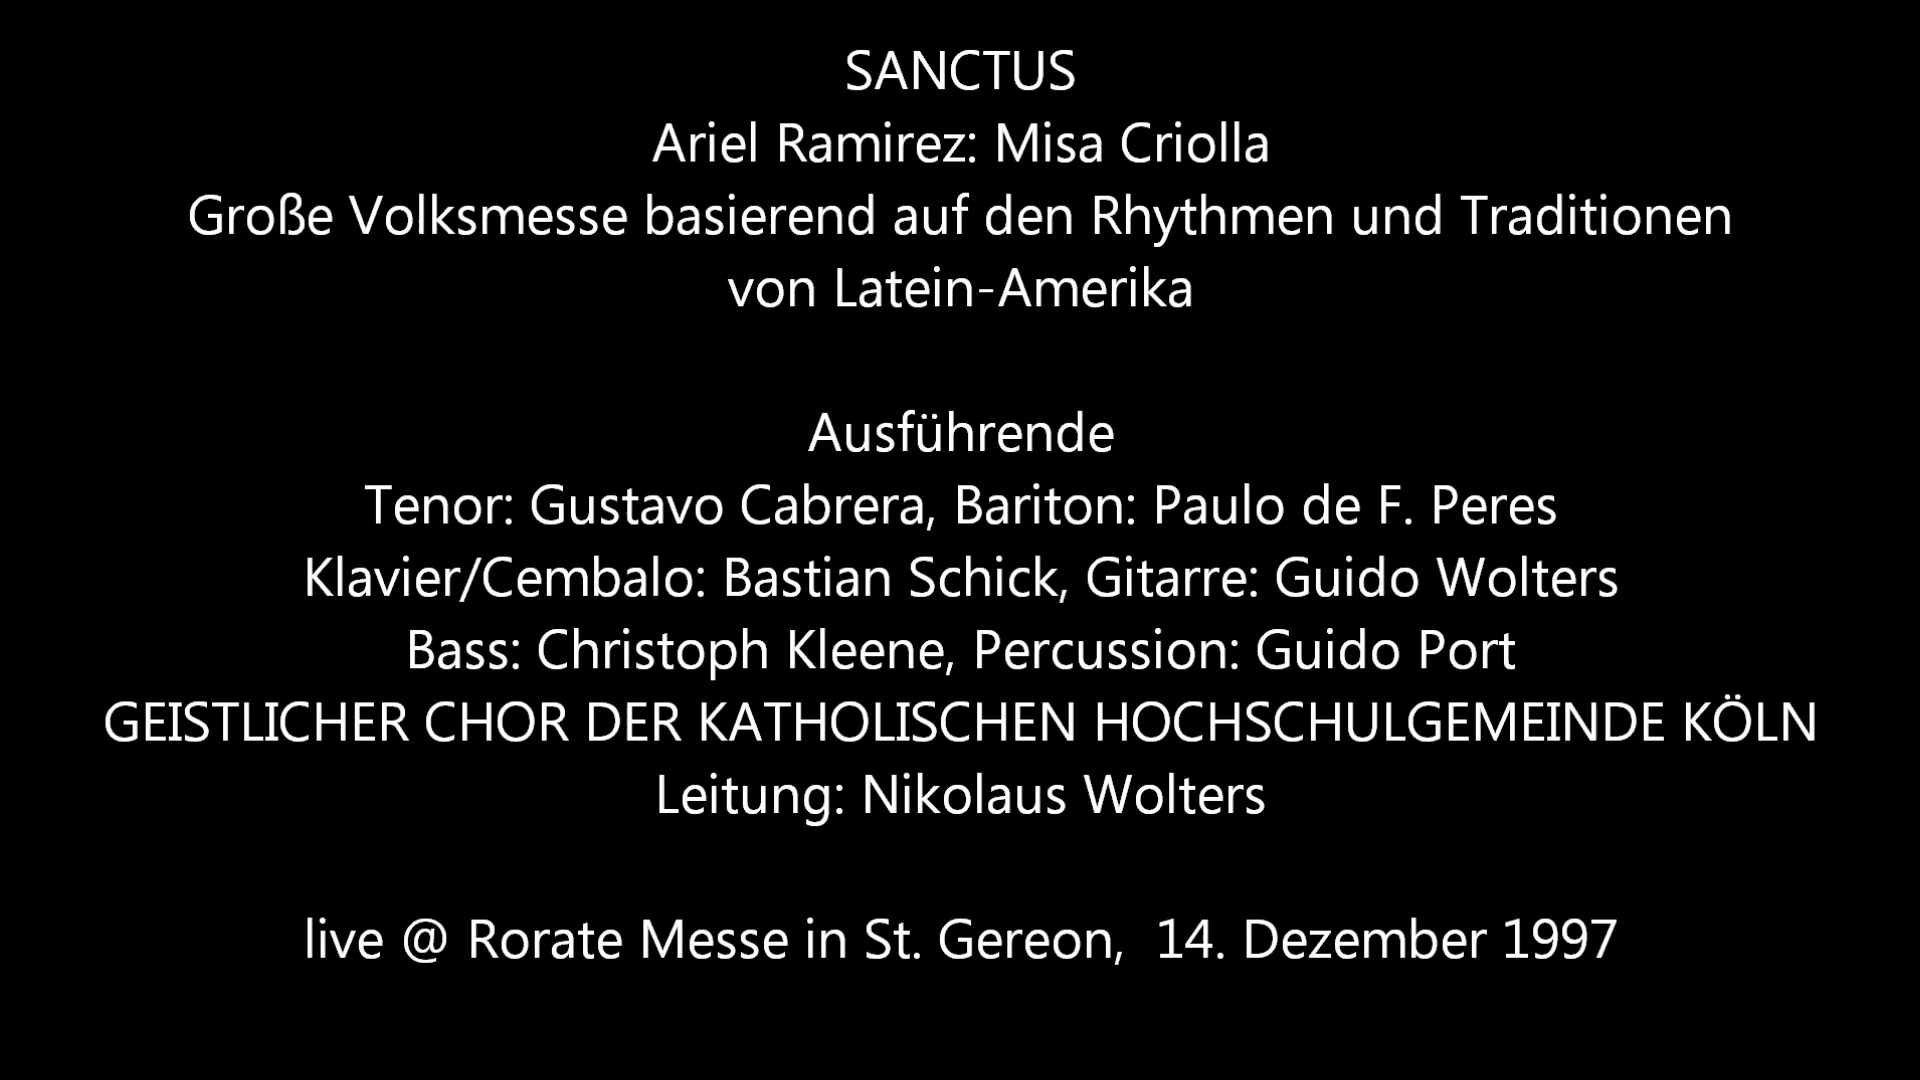 SANCTUS
Ariel Ramirez: Misa Criolla
Große Volksmesse basierend auf den Rhythmen und Traditionen
von Latein-Amerika
Ausführende
Tenor: Gustavo Cabrera, Bariton: Paulo de F. Peres
Klavier/Cembalo: Bastian Schick, Gitarre: Guido Wolters
Bass: Christoph Kleene, Percussion: Guido Port
GEISTLICHER CHOR DER KATHOLISCHEN HOCHSCHULGEMEINDE KÖLN
Leitung: Nikolaus Wolters
live @ Rorate Messe in St. Gereon,  14. Dezember 1997